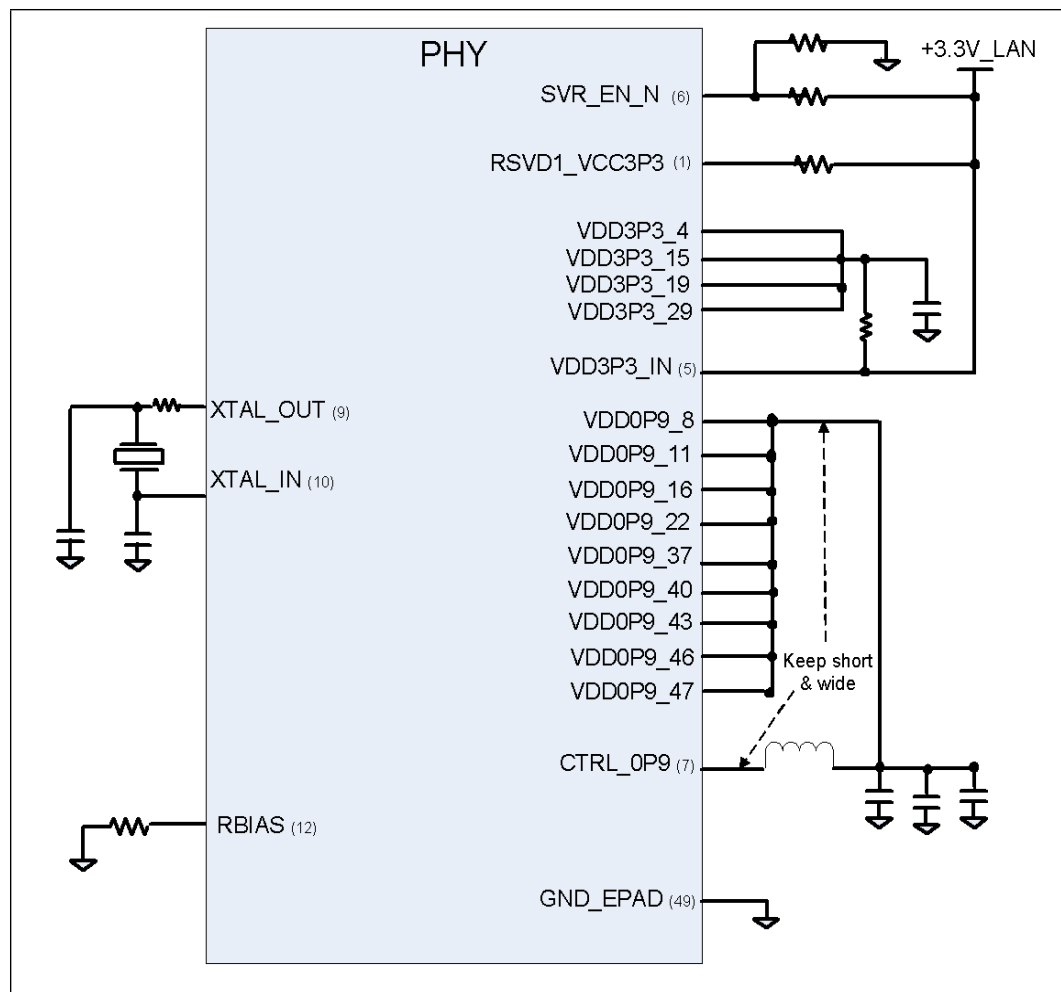 PHY
+3.3V_LAN
SVR_EN_N (6)
RSVD1_VCC3P3 (1)
VDD3P3_4
VDD3P3_15
VDD3P3_19
VDD3P3_29
VDD3P3_IN (5)
XTAL_OUT (9)
XTAL_IN (10)
VDD0P9_8
VDD0P9_11
VDD0P9_16
VDD0P9_22
VDD0P9_37
VDD0P9_40
VDD0P9_43
VDD0P9_46
VDD0P9_47
Keep short
& wide
CTRL_0P9 (7)
RBIAS (12)
GND_EPAD (49)